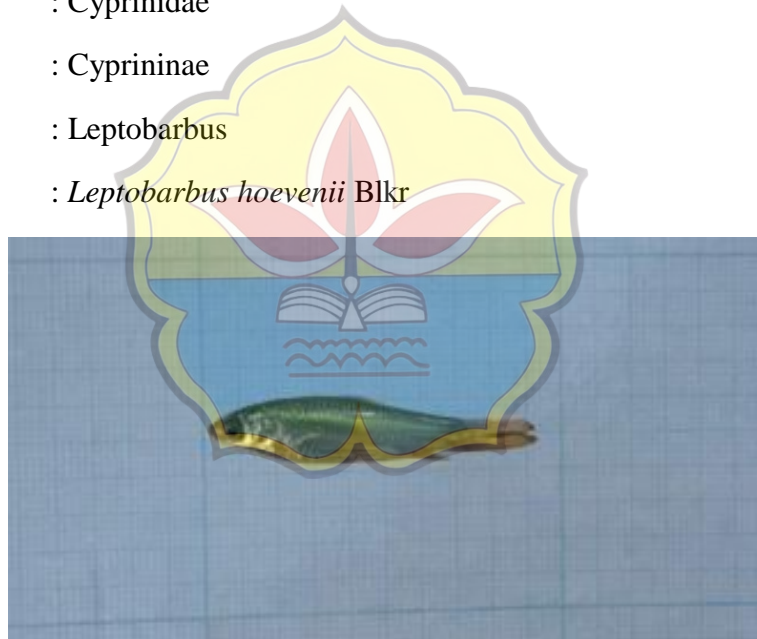 : Cyprinidae
: Cyprininae
: Leptobarbus
: Leptobarbus hoevenii Blkr